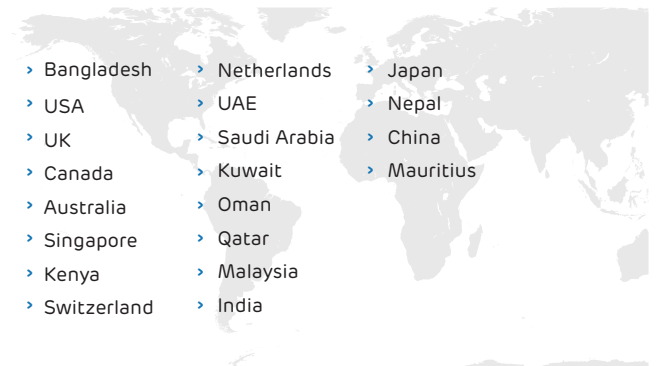 › Bangladesh
› USA
› UK
› Canada
› Australia
› Singapore
› Kenya
› Switzerland
› Netherlands
› UAE
› Saudi Arabia
› Kuwait
› Oman
› Qatar
› Malaysia
› India
› Japan
› Nepal
› China
› Mauritius